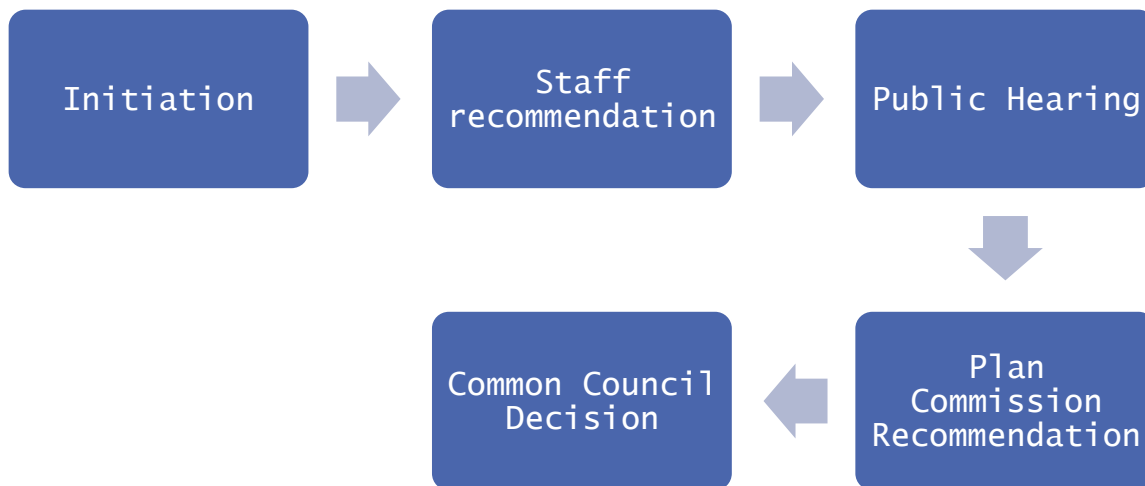 Initiation
Staff
recommendation
Public Hearing
Plan
Commission
Recommendation
Common Council
Decision